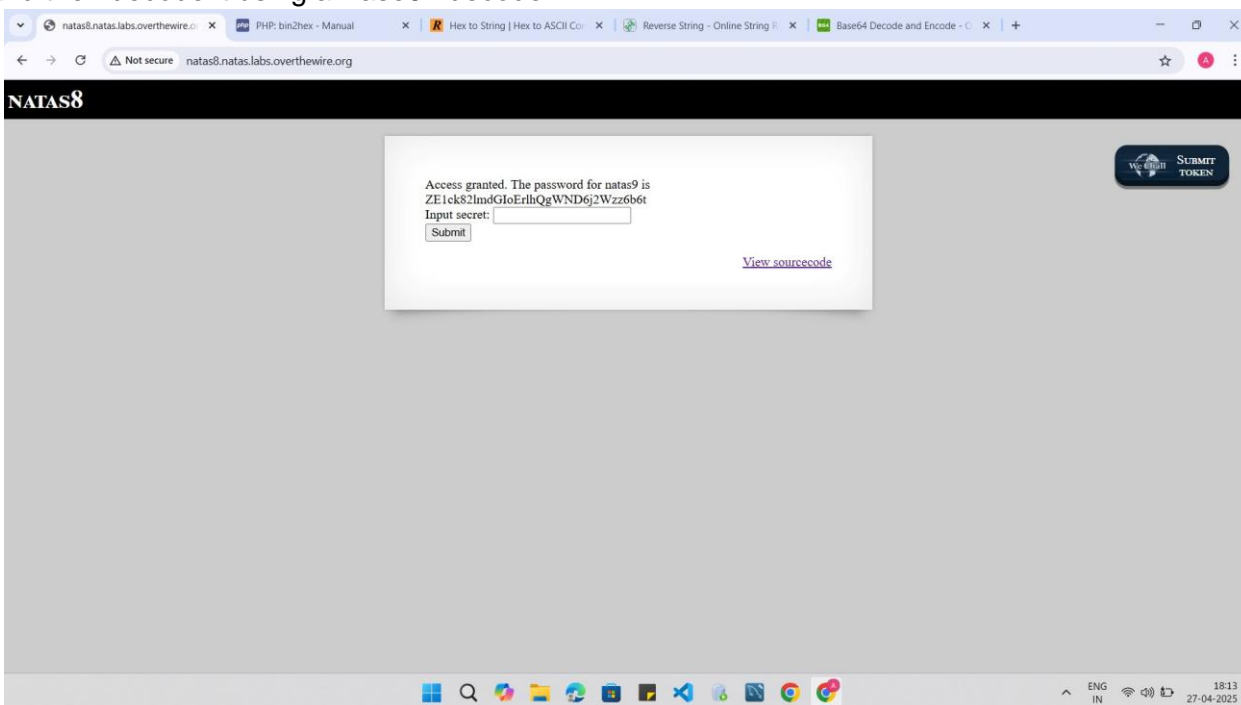 natas8.natas.labs.overthewire.o
PHP: bin2hex - Manual
Hex to String | Hex to ASCII Co
Reverse String - Online String R
Base64 Decode and Encode - O
Not secure
natas8.natas.labs.overthewire.org
NATAS8
We Chall
SUBMIT
TOKEN
Access granted. The password for natas9 is
ZE1ck82lmdGIoErlhQgWND6j2Wzz6b6t
Input secret:
Submit
View sourcecode
ENG
IN
18:13
27-04-2025